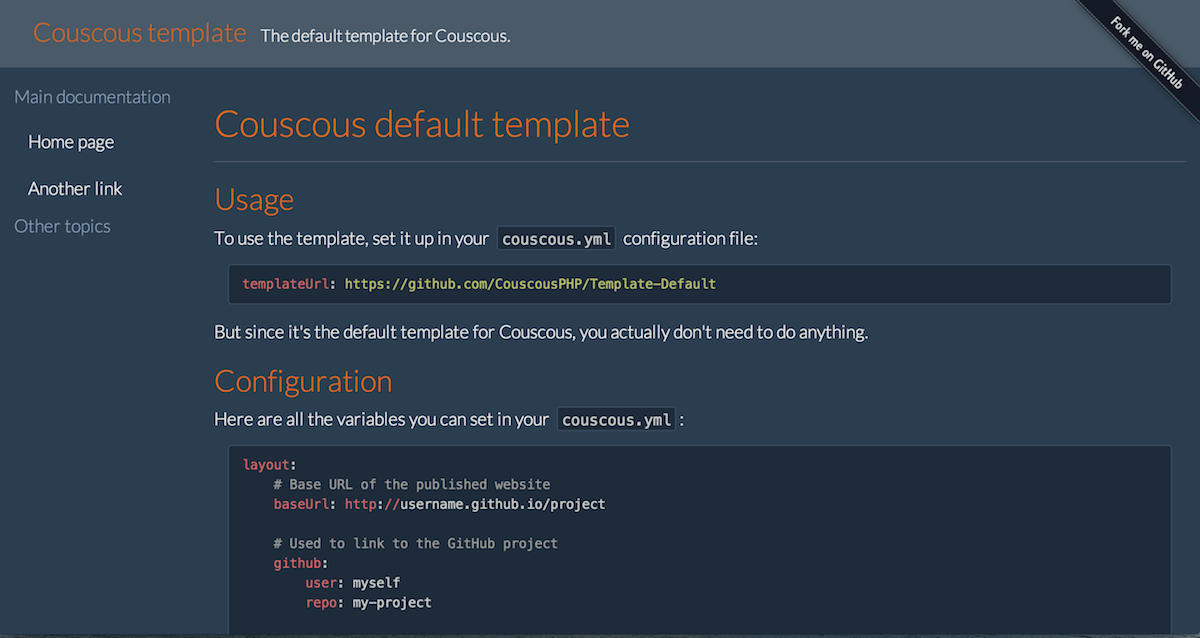 Couscous template The default template for Couscous.
Fork me on GitHub
Main documentation
Home page
Another link
Other topics
Couscous default template
Usage
To use the template, set it up in your couscous.yml configuration file:
templateUrl: https://github.com/CouscousPHP/Template-Default
But since it's the default template for Couscous, you actually don't need to do anything.
Configuration
Here are all the variables you can set in your couscous.yml :
layout:
    # Base URL of the published website
    baseUrl: http://username.github.io/project

    # Used to link to the GitHub project
    github:
        user: myself
        repo: my-project